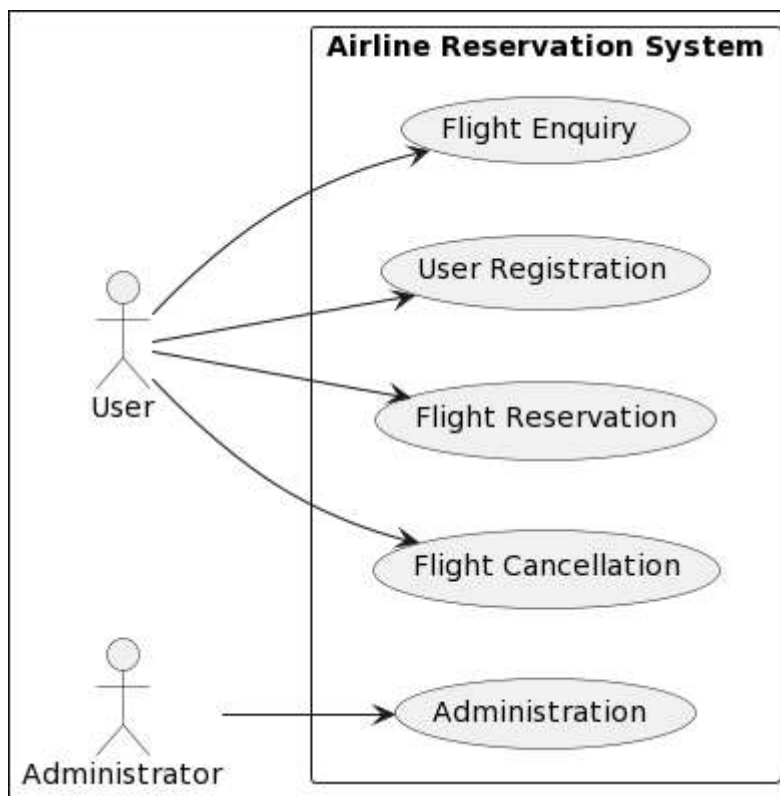 Airline Reservation System
Flight Enquiry
User Registration
User
Flight Reservation
Flight Cancellation
Administration
Administrator